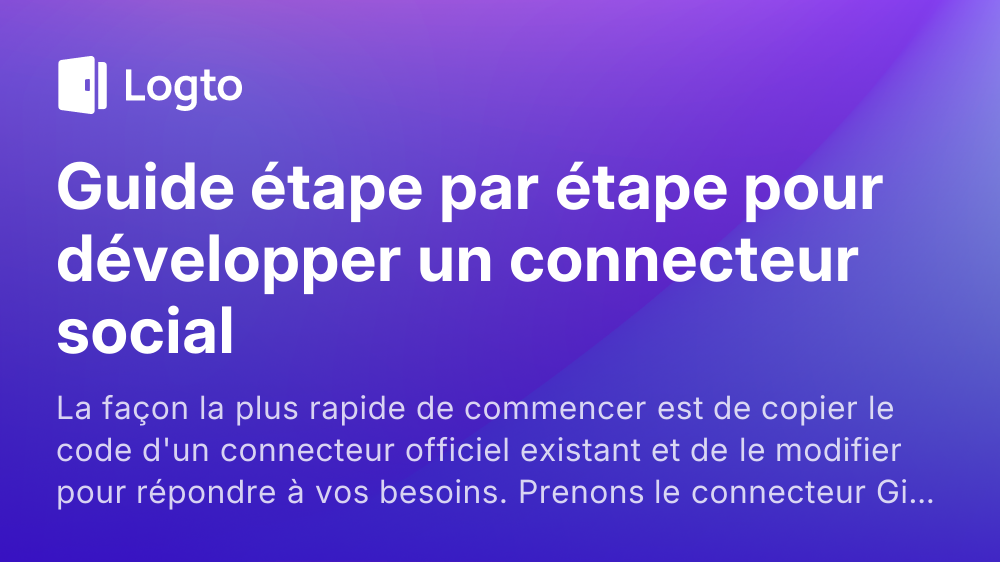 Logto
Guide étape par étape pour
développer un connecteur
social
La façon la plus rapide de commencer est de copier le
code d'un connecteur officiel existant et de le modifier
pour répondre à vos besoins. Prenons le connecteur Gi...